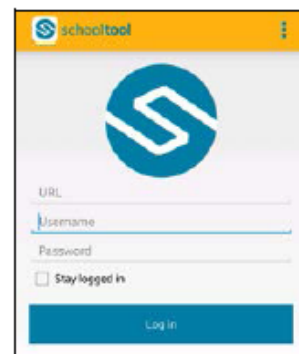 schooltool
URL
Username
Password
Stay logged in
Log in